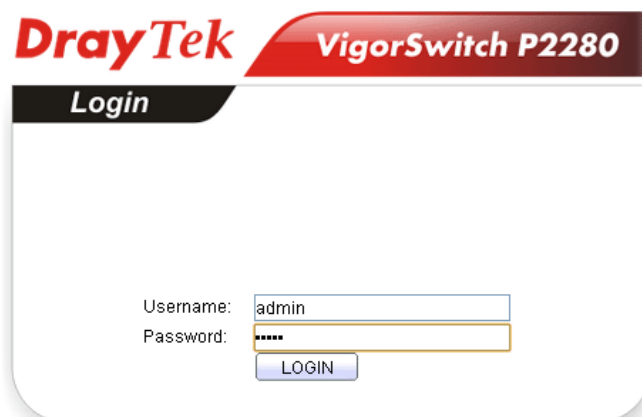 DrayTek VigorSwitch P2280
Login
Username: admin
Password: •••••
LOGIN